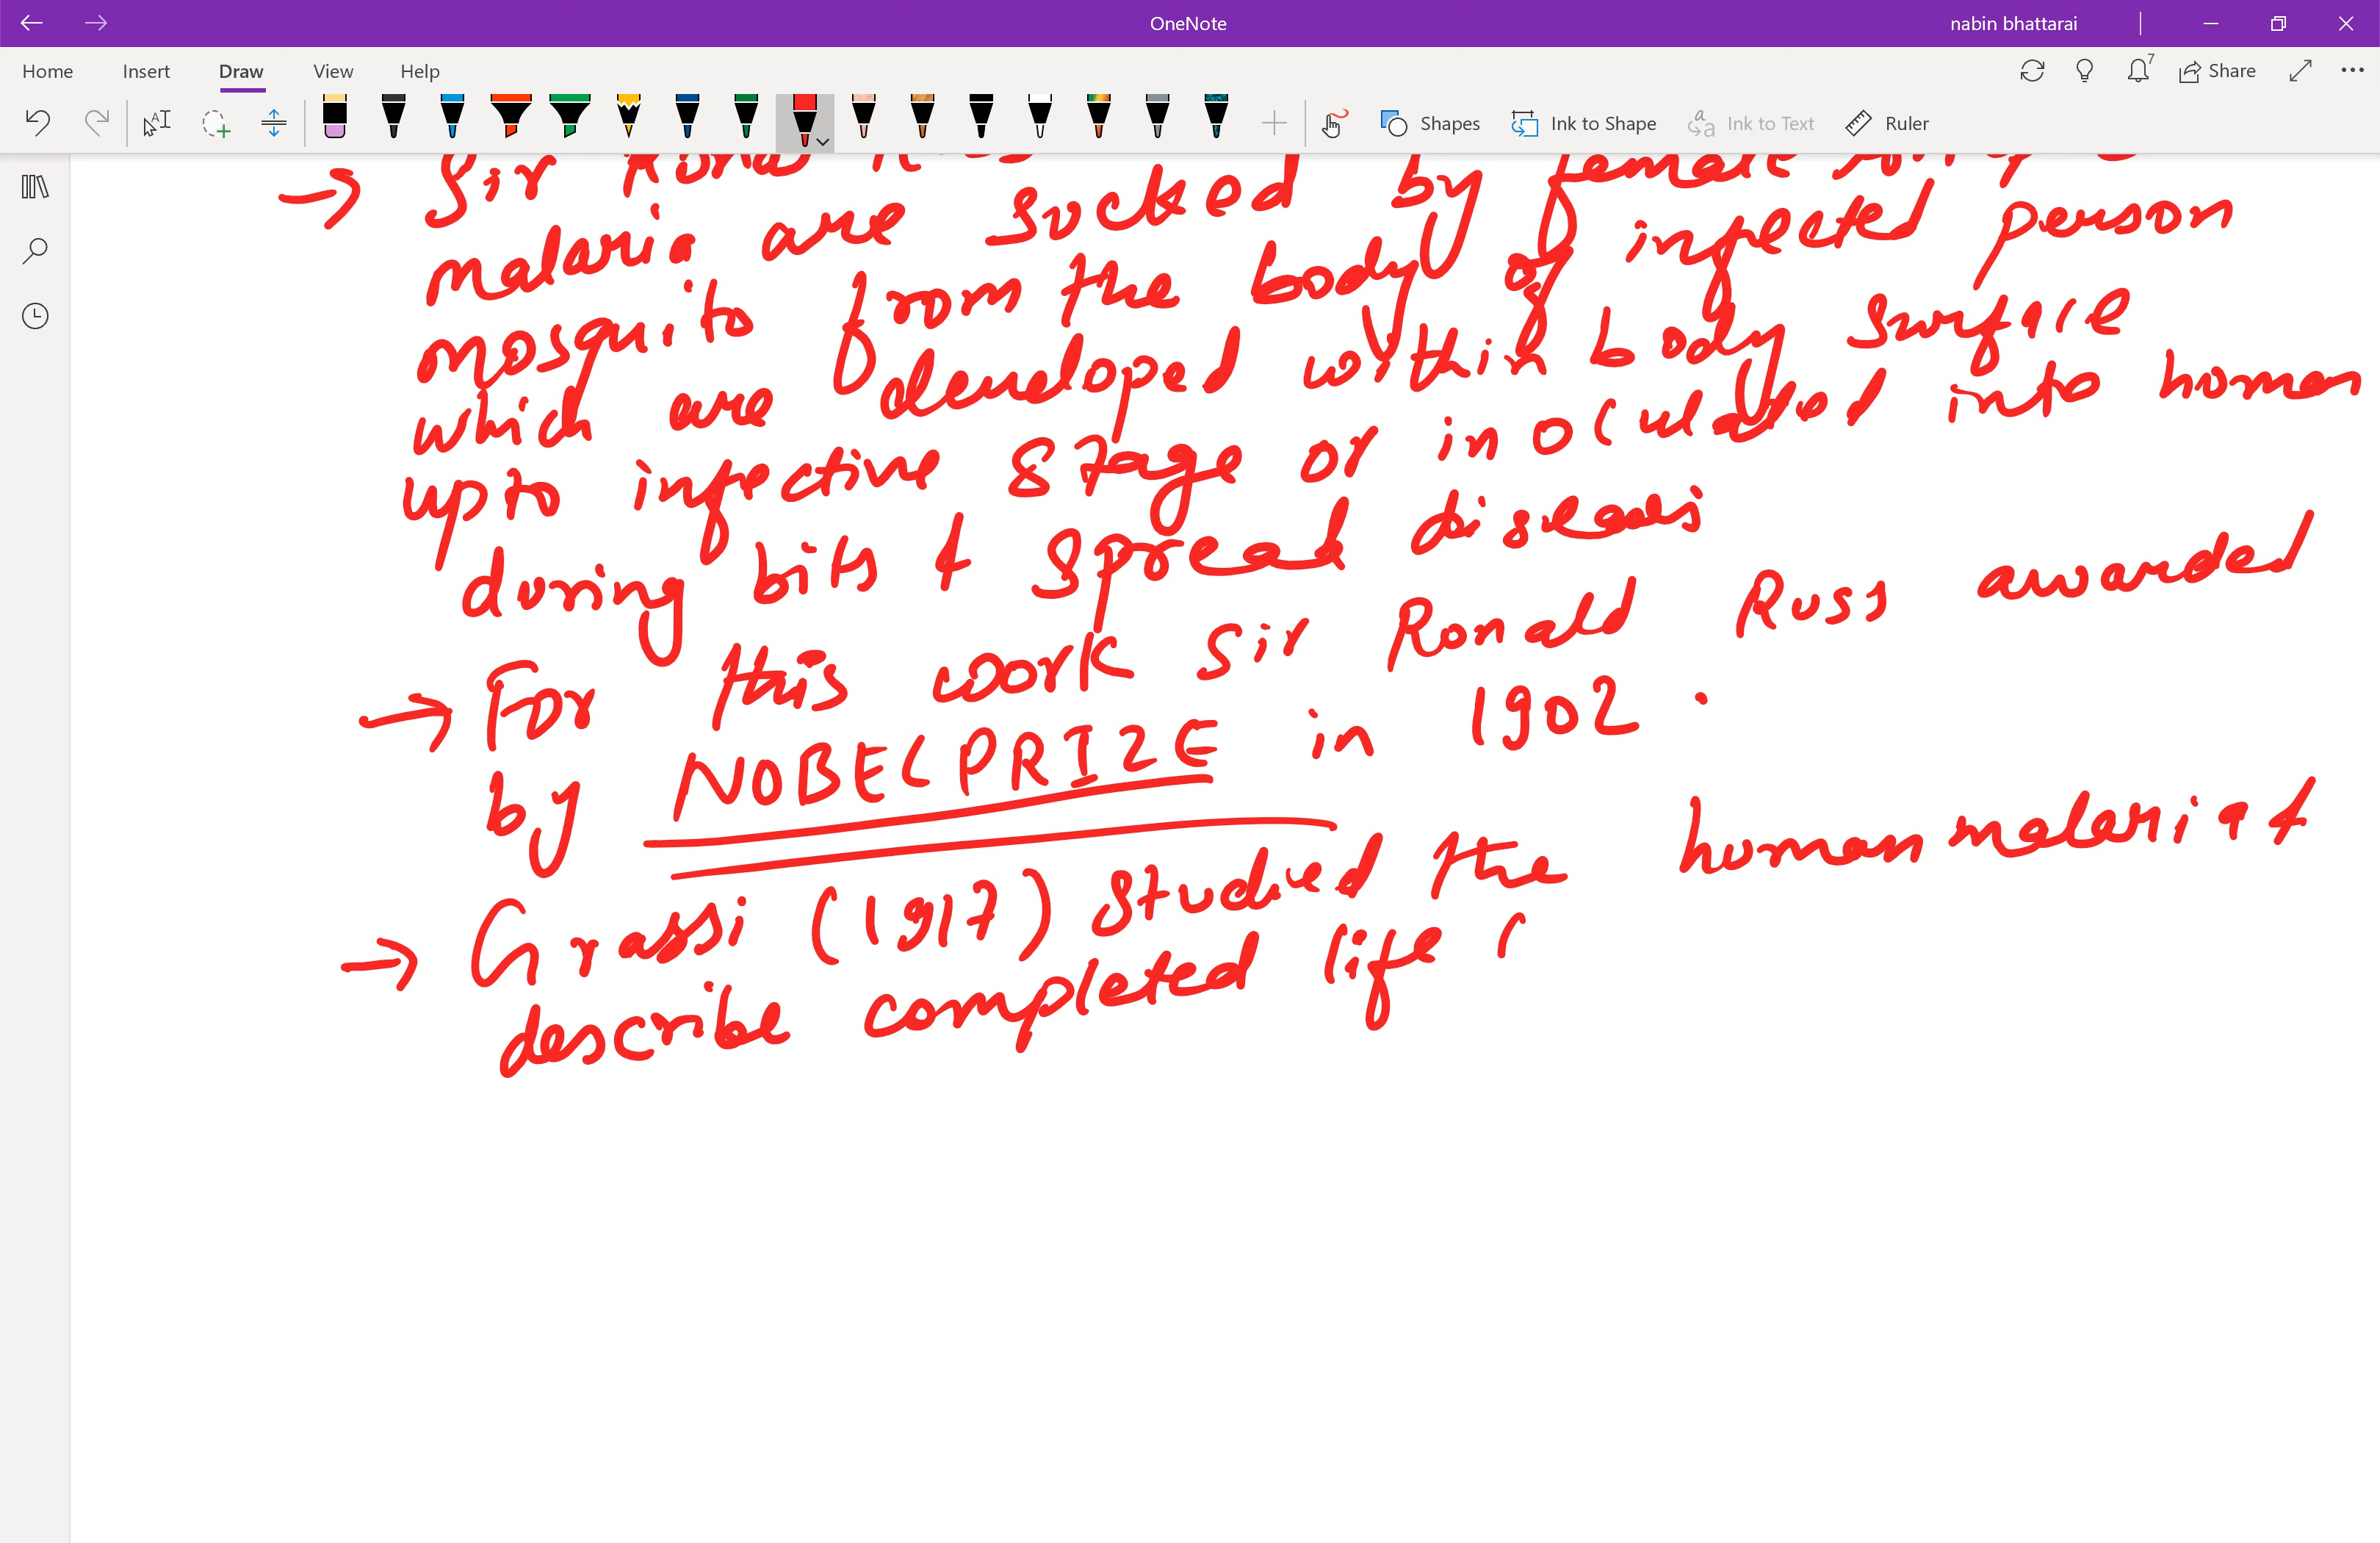 OneNote
nabin bhattarai
Home Insert Draw View Help
7 Share
Shapes Ink to Shape Ink to Text Ruler
→ Sir
malaria are sucked by female
mosquito from the body of infected person
which are developed within body surface
upto infective stage or inoculated into human
during bits & spread diseases
→ For this work Sir Ronald Russ awarded
by NOBEL PRIZE in 1902.
→ Grassi (1917) studied the human malaria &
describe completed life (